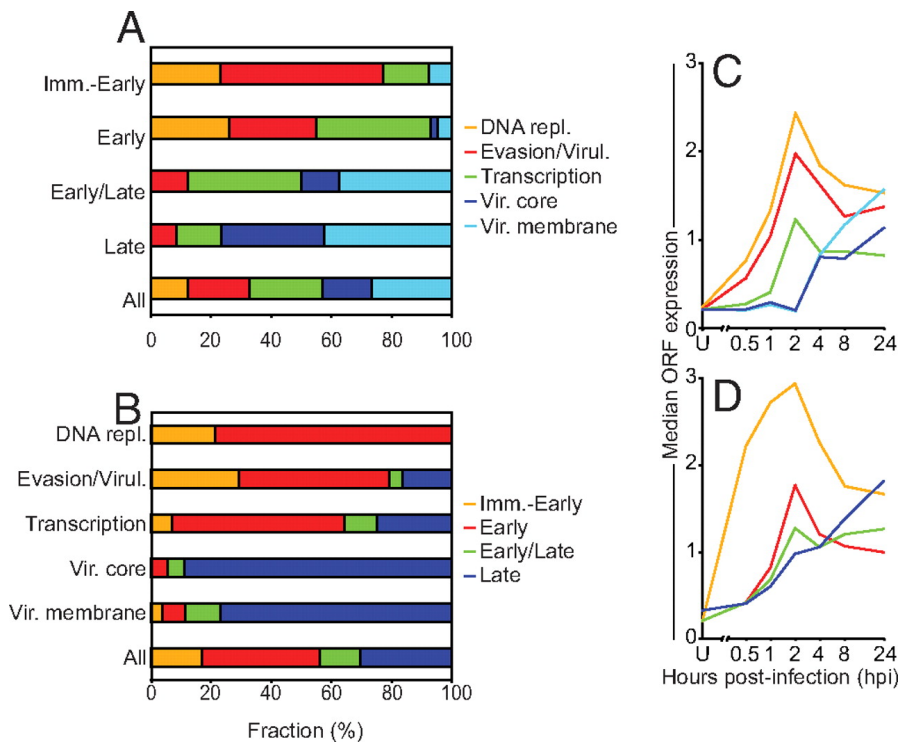 A
Imm.-Early
Early
Early/Late
Late
All
0 20 40 60 80 100
DNA repl.
Evasion/Virul.
Transcription
Vir. core
Vir. membrane
B
DNA repl.
Evasion/Virul.
Transcription
Vir. core
Vir. membrane
All
0 20 40 60 80 100
Fraction (%)
Imm.-Early
Early
Early/Late
Late
C
3
2
1
0
U 0.5 1 2 4 8 24
Median ORF expression
D
3
2
1
0
U 0.5 1 2 4 8 24
Hours post-infection (hpi)